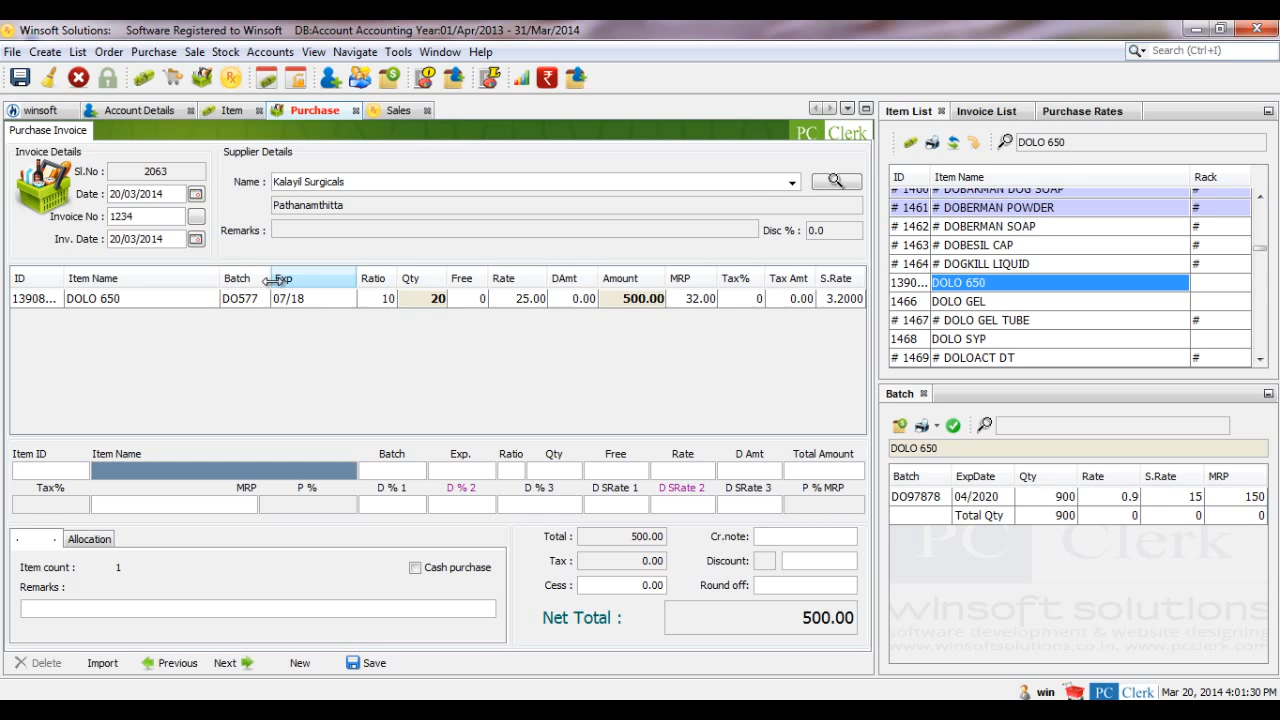 Winsoft Solutions: Software Registered to Winsoft DB:Account Accounting Year:01/Apr/2013 - 31/Mar/2014
File Create List Order Purchase Sale Stock Accounts View Navigate Tools Window Help
Search (Ctrl+I)
winsoft Account Details Item Purchase Sales
Purchase Invoice
PC Clerk
Invoice Details
Sl.No : 2063
Date : 20/03/2014
Invoice No : 1234
Inv. Date : 20/03/2014
Supplier Details
Name : Kalayil Surgicals
Pathanamthitta
Remarks : Disc % : 0.0
ID Item Name Batch Exp Ratio Qty Free Rate DAmt Amount MRP Tax% Tax Amt S.Rate
13908... DOLO 650 DO577 07/18 10 20 0 25.00 0.00 500.00 32.00 0 0.00 3.2000
Item ID Item Name Batch Exp. Ratio Qty Free Rate D Amt Total Amount
Tax% MRP P % D % 1 D % 2 D % 3 D SRate 1 D SRate 2 D SRate 3 P % MRP
Allocation
Item count : 1
Cash purchase
Remarks :
Total : 500.00 Cr.note:
Tax : 0.00 Discount:
Cess : 0.00 Round off:
Net Total : 500.00
Delete Import Previous Next New Save
Item List Invoice List Purchase Rates
DOLO 650
ID Item Name Rack
# 1460 # DOBARMAN DOG SOAP #
# 1461 # DOBERMAN POWDER #
# 1462 # DOBERMAN SOAP #
# 1463 # DOBESIL CAP #
# 1464 # DOGKILL LIQUID #
1390... DOLO 650
1466 DOLO GEL
# 1467 # DOLO GEL TUBE #
1468 DOLO SYP
# 1469 # DOLOACT DT #
Batch
DOLO 650
Batch ExpDate Qty Rate S.Rate MRP
DO97878 04/2020 900 0.9 15 150
Total Qty 900 0 0 0
PC Clerk
winsoft solutions
software development & website designing
www.winsoftsolutions.co.in, www.pcclerk.com
win PC Clerk Mar 20, 2014 4:01:30 PM